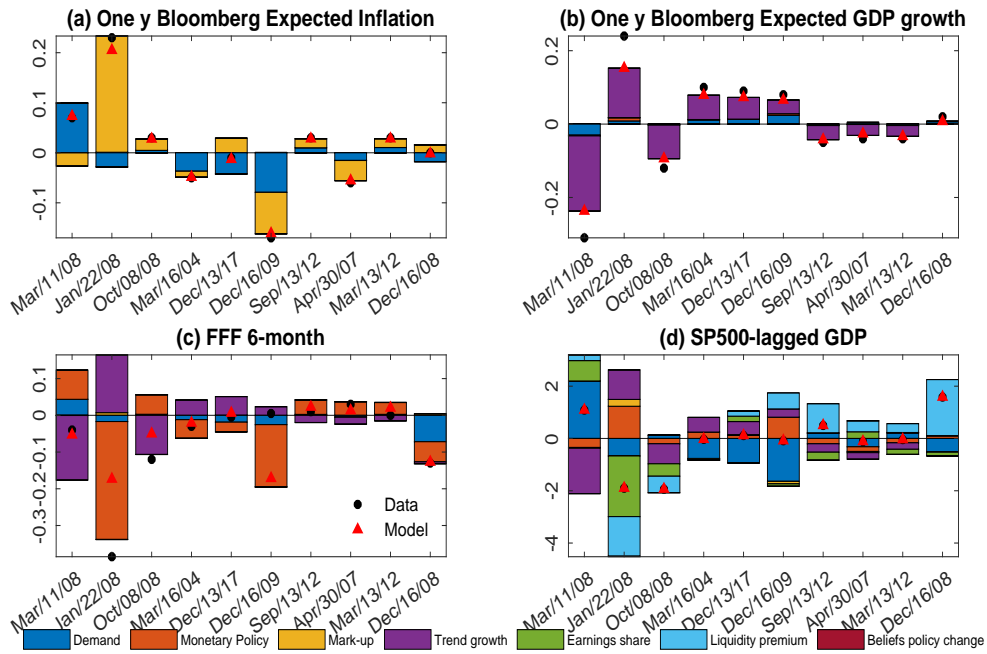 (a) One y Bloomberg Expected Inflation
0.2
0.1
0
-0.1
Mar/11/08
Jan/22/08
Oct/08/08
Mar/16/04
Dec/13/17
Dec/16/09
Sep/13/12
Apr/30/07
Mar/13/12
Dec/16/08
(b) One y Bloomberg Expected GDP growth
0.2
0
-0.2
Mar/11/08
Jan/22/08
Oct/08/08
Mar/16/04
Dec/13/17
Dec/16/09
Sep/13/12
Apr/30/07
Mar/13/12
Dec/16/08
(c) FFF 6-month
0.1
0
-0.1
-0.2
-0.3
Data
Model
Mar/11/08
Jan/22/08
Oct/08/08
Mar/16/04
Dec/13/17
Dec/16/09
Sep/13/12
Apr/30/07
Mar/13/12
Dec/16/08
(d) SP500-lagged GDP
2
0
-2
-4
Mar/11/08
Jan/22/08
Oct/08/08
Mar/16/04
Dec/13/17
Dec/16/09
Sep/13/12
Apr/30/07
Mar/13/12
Dec/16/08
Demand Monetary Policy Mark-up Trend growth Earnings share Liquidity premium Beliefs policy change